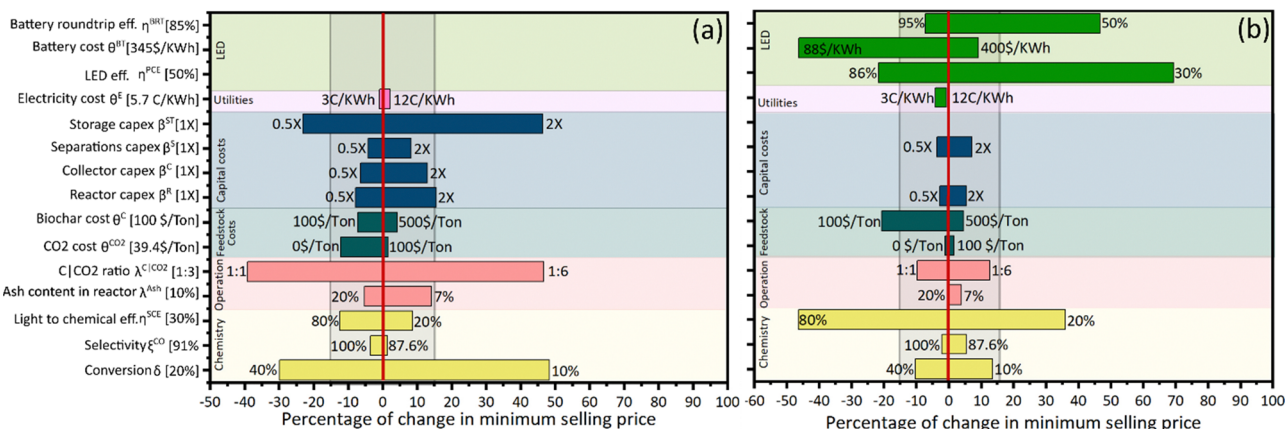 Battery roundtrip eff. η^BRT [85%]
Battery cost θ^BT [345$/KWh]
LED eff. η^PCE [50%]
Electricity cost θ^E [5.7 C/KWh]
Storage capex β^ST [1X]
Separations capex β^S [1X]
Collector capex β^C [1X]
Reactor capex β^R [1X]
Biochar cost θ^C [100 $/Ton]
CO2 cost θ^CO2 [39.4$/Ton]
C|CO2 ratio λ^C|CO2 [1:3]
Ash content in reactor λ^Ash [10%]
Light to chemical eff. η^SCE [30%]
Selectivity ξ^CO [91%
Conversion δ [20%]
(a)
LED
Utilities
Capital costs
Feedstock
Costs
Operation
Chemistry
3C/KWh 12C/KWh
0.5X 2X
0.5X 2X
0.5X 2X
0.5X 2X
100$/Ton 500$/Ton
0$/Ton 100$/Ton
1:1 1:6
20% 7%
80% 20%
100% 87.6%
40% 10%
-50 -40 -30 -20 -10 0 10 20 30 40 50 60 70 80 90 100
Percentage of change in minimum selling price
(b)
LED
Utilities
Capital costs
Feedstock
Costs
Operation
Chemistry
95% 50%
88$/KWh 400$/KWh
86% 30%
3C/KWh 12C/KWh
0.5X 2X
0.5X 2X
100$/Ton 500$/Ton
0 $/Ton 100 $/Ton
1:1 1:6
20% 7%
80% 20%
100% 87.6%
40% 10%
-60 -50 -40 -30 -20 -10 0 10 20 30 40 50 60 70 80 90 100
Percentage of change in minimum selling price